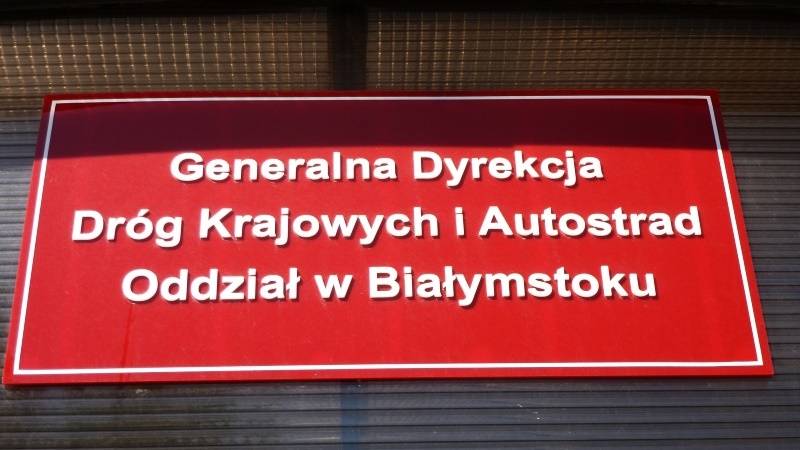 Generalna Dyrekcja
Dróg Krajowych i Autostrad
Oddział w Białymstoku